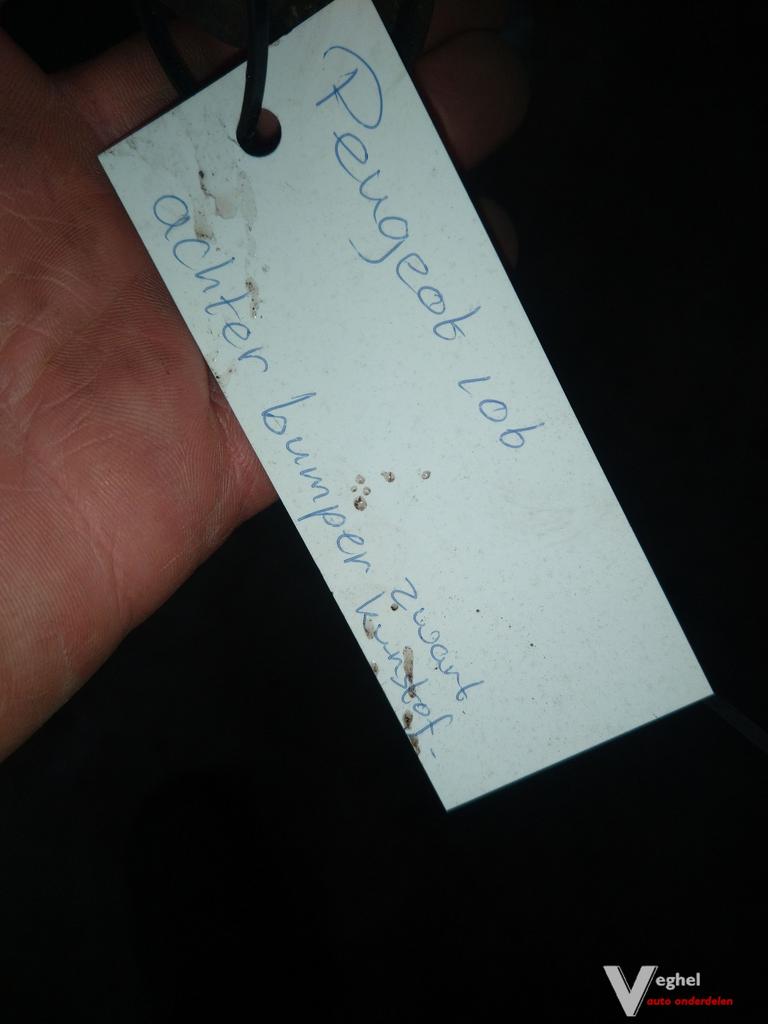 Peugeot 106
achter bumper zwart
kunstof-
Veghel
auto onderdelen